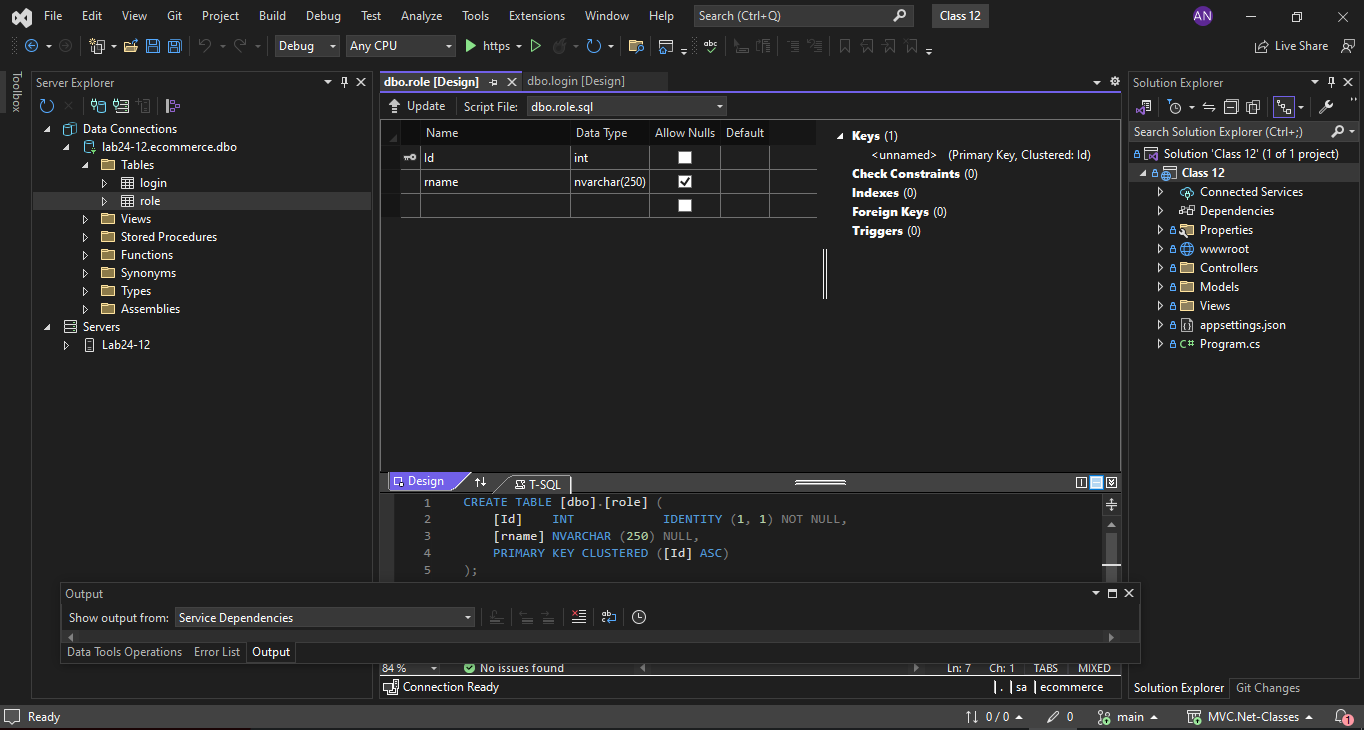 File Edit View Git Project Build Debug Test Analyze Tools Extensions Window Help Search (Ctrl+Q) Class 12 AN
Debug Any CPU https Live Share
Toolbox
Server Explorer
Data Connections
lab24-12.ecommerce.dbo
Tables
login
role
Views
Stored Procedures
Functions
Synonyms
Types
Assemblies
Servers
Lab24-12
dbo.role [Design] dbo.login [Design]
Update Script File: dbo.role.sql
Name Data Type Allow Nulls Default
Id int
rname nvarchar(250)
Keys (1)
<unnamed> (Primary Key, Clustered: Id)
Check Constraints (0)
Indexes (0)
Foreign Keys (0)
Triggers (0)
Design T-SQL
1 CREATE TABLE [dbo].[role] (
2 [Id] INT IDENTITY (1, 1) NOT NULL,
3 [rname] NVARCHAR (250) NULL,
4 PRIMARY KEY CLUSTERED ([Id] ASC)
5 );
Output
Show output from: Service Dependencies
Data Tools Operations Error List Output
84 % No issues found Ln: 7 Ch: 1 TABS MIXED
Connection Ready | . | sa | ecommerce
Solution Explorer
Search Solution Explorer (Ctrl+;)
Solution 'Class 12' (1 of 1 project)
Class 12
Connected Services
Dependencies
Properties
wwwroot
Controllers
Models
Views
appsettings.json
C# Program.cs
Solution Explorer Git Changes
Ready 0 / 0 0 main MVC.Net-Classes 1